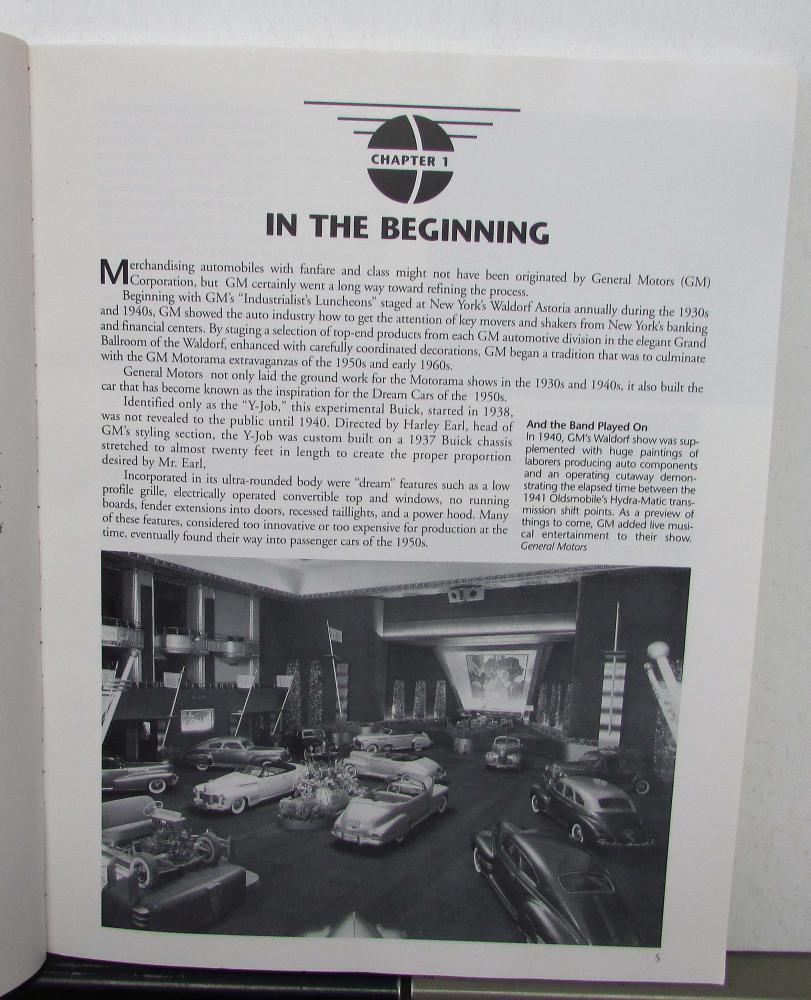 CHAPTER 1
IN THE BEGINNING
Merchandising automobiles with fanfare and class might not have been originated by General Motors (GM)
Corporation, but GM certainly went a long way toward refining the process.
Beginning with GM's "Industrialist's Luncheons" staged at New York's Waldorf Astoria annually during the 1930s
and 1940s, GM showed the auto industry how to get the attention of key movers and shakers from New York's banking
and financial centers. By staging a selection of top-end products from each GM automotive division in the elegant Grand
Ballroom of the Waldorf, enhanced with carefully coordinated decorations, GM began a tradition that was to culminate
with the GM Motorama extravaganzas of the 1950s and early 1960s.
General Motors not only laid the ground work for the Motorama shows in the 1930s and 1940s, it also built the
car that has become known as the inspiration for the Dream Cars of the 1950s.
Identified only as the "Y-Job," this experimental Buick, started in 1938,
was not revealed to the public until 1940. Directed by Harley Earl, head of
GM's styling section, the Y-Job was custom built on a 1937 Buick chassis
stretched to almost twenty feet in length to create the proper proportion
desired by Mr. Earl,
Incorporated in its ultra-rounded body were "dream" features such as a low
profile grille, electrically operated convertible top and windows, no running
boards, fender extensions into doors, recessed taillights, and a power hood. Many
of these features, considered too innovative or too expensive for production at the
time, eventually found their way into passenger cars of the 1950s.
And the Band Played On
In 1940, GM's Waldorf show was sup-
plemented with huge paintings of
laborers producing auto components
and an operating cutaway demon-
strating the elapsed time between the
1941 Oldsmobile's Hydra-Matic trans-
mission shift points. As a preview of
things to come, GM added live musi-
cal entertainment to their show.
General Motors
5